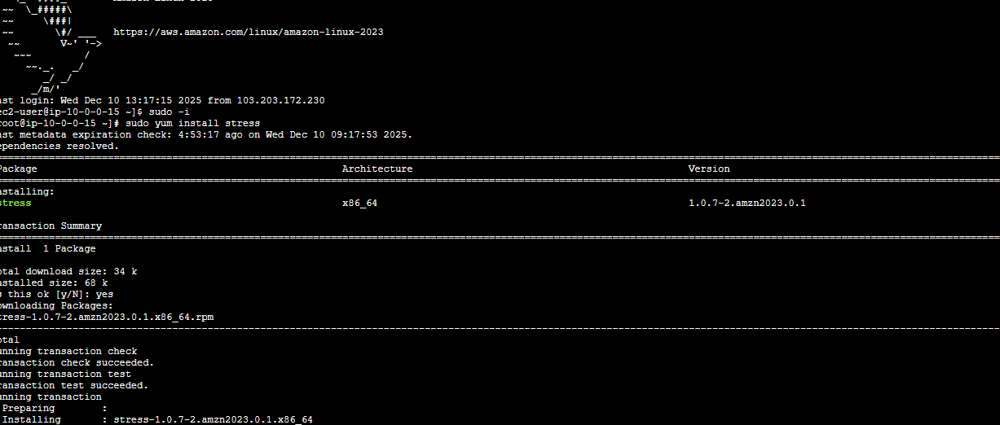 ~~  \_#####\
~~     \###|
~~       \#/ ___   https://aws.amazon.com/linux/amazon-linux-2023
~~       V~' '->
~~~         /
~~._.   _/
_/ _/
_/m/'
ast login: Wed Dec 10 13:17:15 2025 from 103.203.172.230
ec2-user@ip-10-0-0-15 ~]$ sudo -i
root@ip-10-0-0-15 ~]# sudo yum install stress
ast metadata expiration check: 4:53:17 ago on Wed Dec 10 09:17:53 2025.
ependencies resolved.
Package Architecture Version
nstalling:
stress x86_64 1.0.7-2.amzn2023.0.1
ransaction Summary
nstall  1 Package
otal download size: 34 k
nstalled size: 68 k
s this ok [y/N]: yes
ownloading Packages:
tress-1.0.7-2.amzn2023.0.1.x86_64.rpm
otal
unning transaction check
ransaction check succeeded.
unning transaction test
ransaction test succeeded.
unning transaction
Preparing        :
Installing       : stress-1.0.7-2.amzn2023.0.1.x86_64